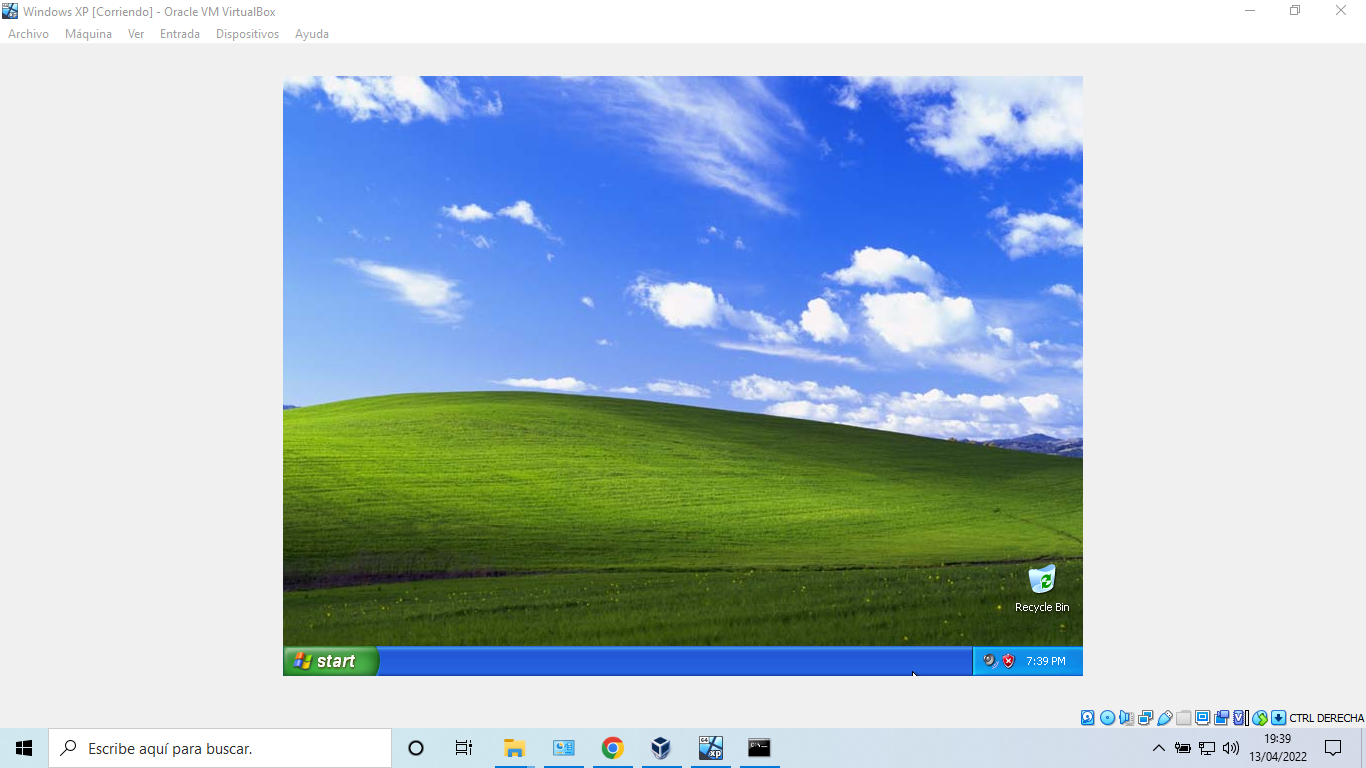 Windows XP [Corriendo] - Oracle VM VirtualBox
Archivo Máquina Ver Entrada Dispositivos Ayuda
Recycle Bin
start 7:39 PM
CTRL DERECHA
Escribe aquí para buscar.
19:39
13/04/2022